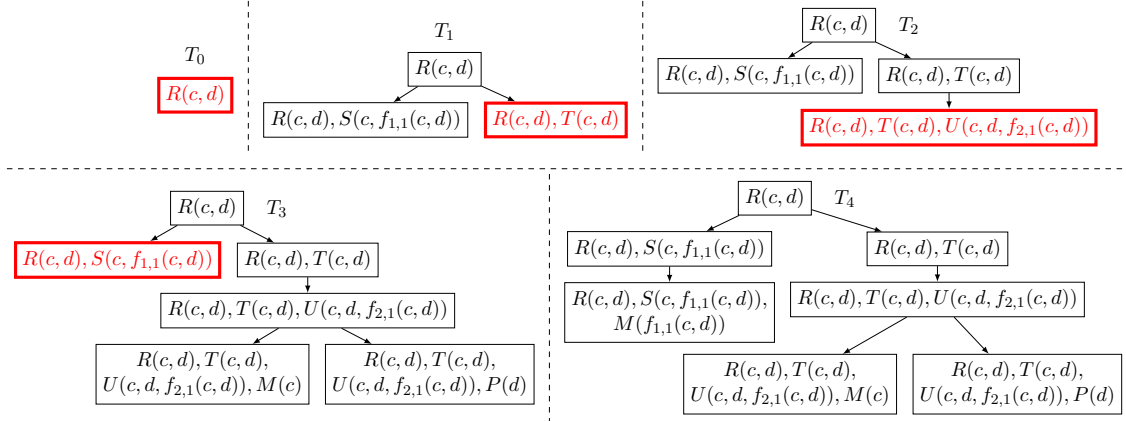 T_0
R(c, d)
T_1
R(c, d)
R(c, d), S(c, f_{1,1}(c, d))
R(c, d), T(c, d)
R(c, d)
T_2
R(c, d), S(c, f_{1,1}(c, d))
R(c, d), T(c, d)
R(c, d), T(c, d), U(c, d, f_{2,1}(c, d))
R(c, d)
T_3
R(c, d), S(c, f_{1,1}(c, d))
R(c, d), T(c, d)
R(c, d), T(c, d), U(c, d, f_{2,1}(c, d))
R(c, d), T(c, d),
U(c, d, f_{2,1}(c, d)), M(c)
R(c, d), T(c, d),
U(c, d, f_{2,1}(c, d)), P(d)
R(c, d)
T_4
R(c, d), S(c, f_{1,1}(c, d))
R(c, d), T(c, d)
R(c, d), S(c, f_{1,1}(c, d)),
M(f_{1,1}(c, d))
R(c, d), T(c, d), U(c, d, f_{2,1}(c, d))
R(c, d), T(c, d),
U(c, d, f_{2,1}(c, d)), M(c)
R(c, d), T(c, d),
U(c, d, f_{2,1}(c, d)), P(d)